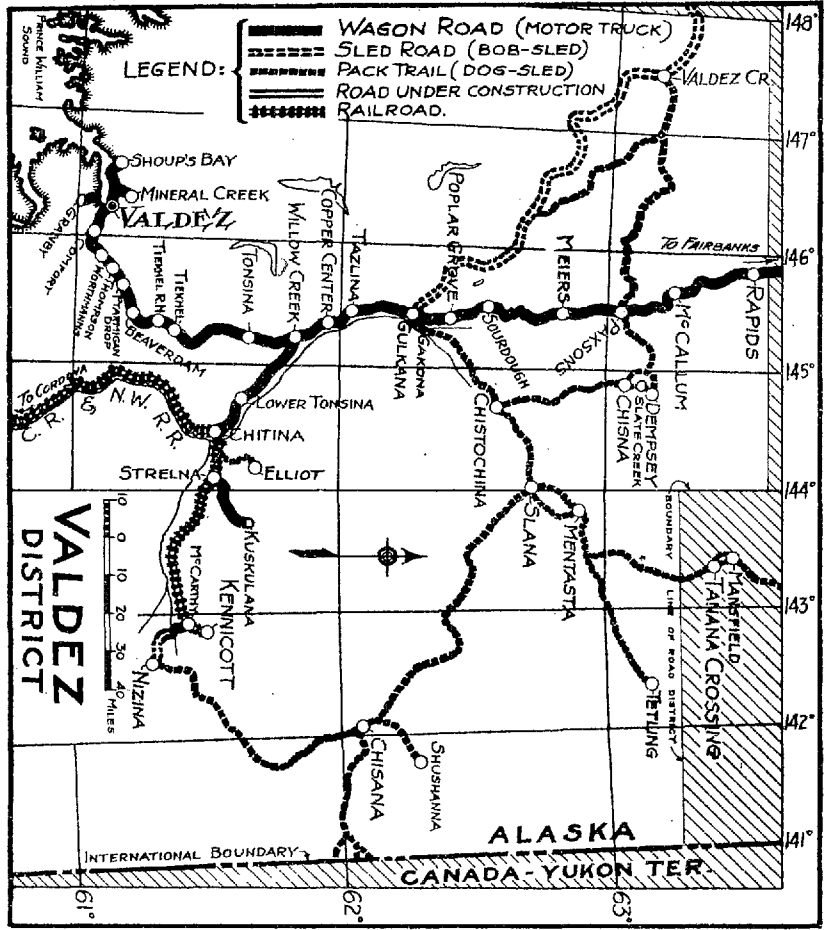 LEGEND:
WAGON ROAD (MOTOR TRUCK)
SLED ROAD (BOB-SLED)
PACK TRAIL (DOG-SLED)
ROAD UNDER CONSTRUCTION
RAILROAD.
PRINCE WILLIAM
SOUND
148°
147°
146°
145°
144°
143°
142°
141°
VALDEZ CR.
SHOUP'S BAY
MINERAL CREEK
VALDEZ
GRANBY
COMFORT
WORTHMANNS
THOMPSON
PTARMIGAN
DROP
BEAVERDAM
TIEKHEL R.H.
TIEKHEL
TONSINA
WILLOW CREEK
COPPER CENTER
TAZLINA
POPLAR GROVE
MEIERS
TO FAIRBANKS
RAPIDS
McCALLUM
PAXSONS
SOURDOUGH
GAKONA
GULKANA
CHISTOCHINA
DEMPSEY
SLATE CREEK
CHISNA
TO CORDOVA
C. R. & N. W. R. R.
LOWER TONSINA
CHITINA
STRELNA
ELLIOT
KUSKULANA
SLANA
MENTASTA
BOUNDARY LINE OF ROAD DISTRICT
MANSFIELD
TANANA CROSSING
TETLING
McCARTHY
KENNICOTT
NIZINA
CHISANA
SHUSHANNA
VALDEZ
DISTRICT
10 0 10 20 30 40
MILES
ALASKA
INTERNATIONAL BOUNDARY
CANADA-YUKON TER.
61°
62°
63°